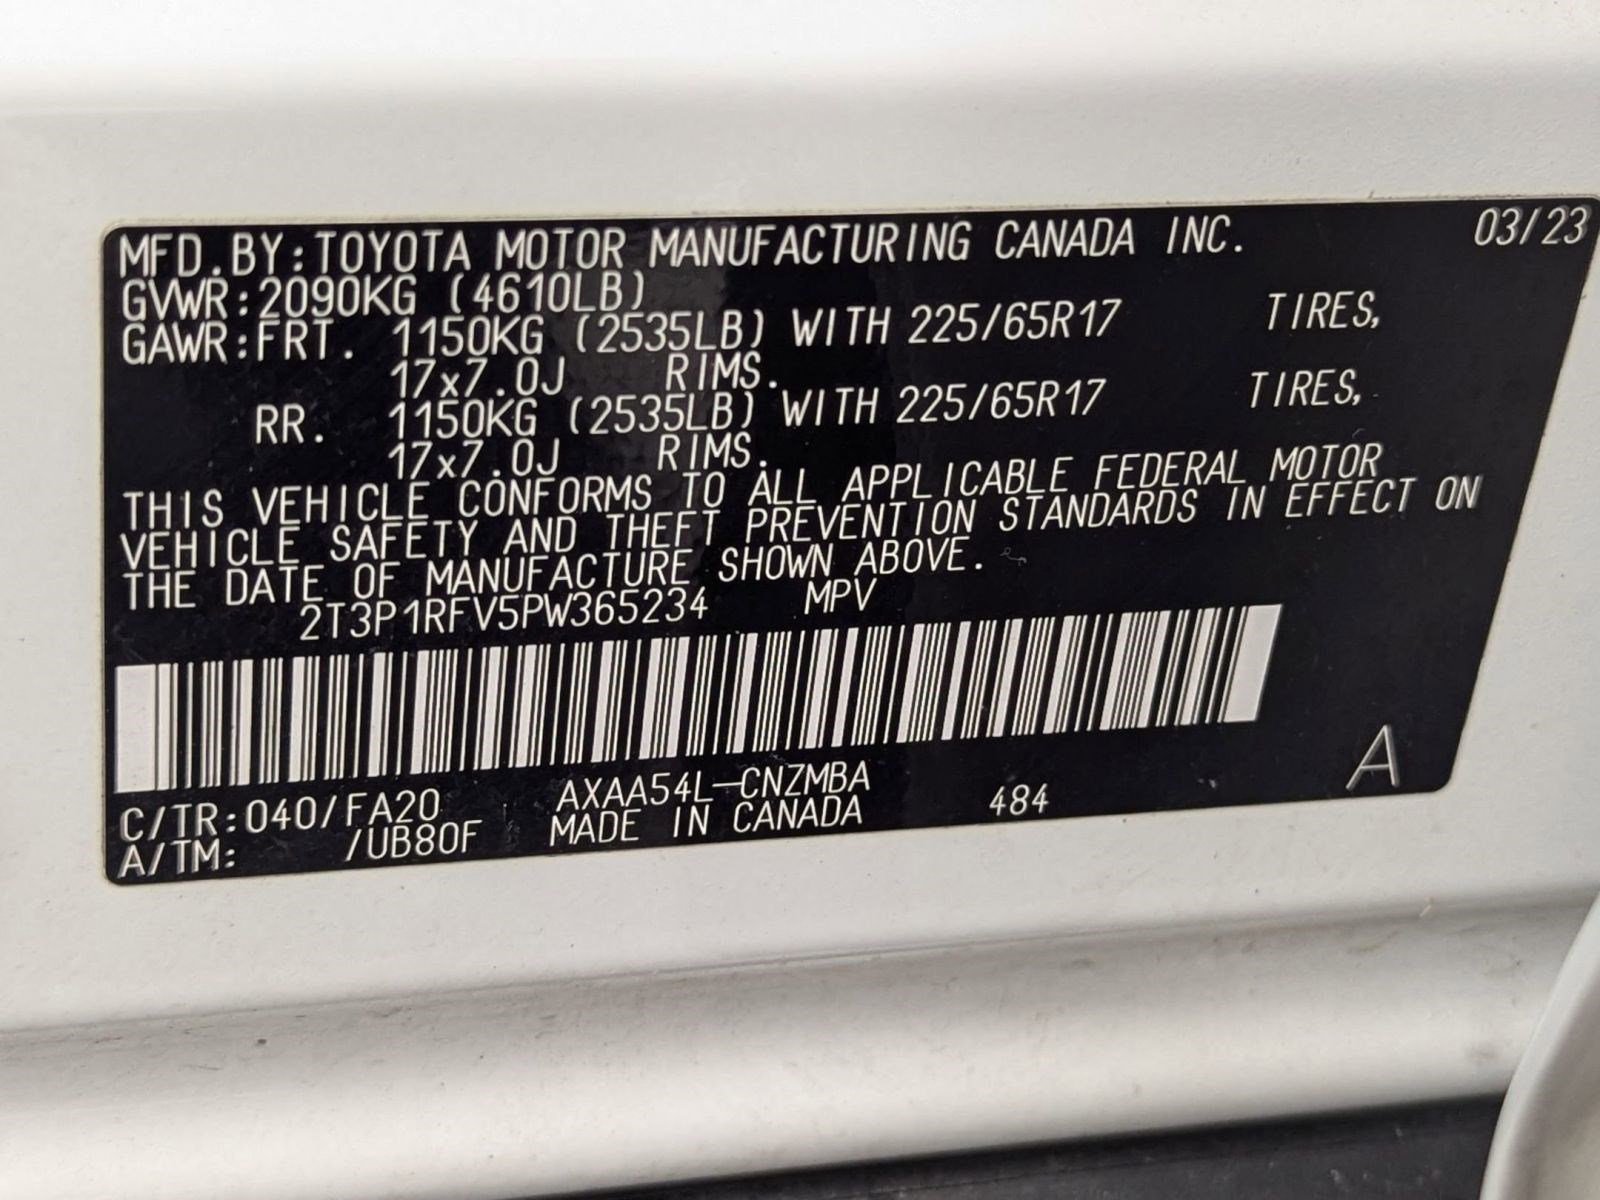 MFD.BY:TOYOTA MOTOR MANUFACTURING CANADA INC. 03/23
GVWR:2090KG (4610LB)
GAWR:FRT. 1150KG (2535LB) WITH 225/65R17 TIRES,
17x7.0J RIMS.
RR. 1150KG (2535LB) WITH 225/65R17 TIRES,
17x7.0J RIMS.
THIS VEHICLE CONFORMS TO ALL APPLICABLE FEDERAL MOTOR
VEHICLE SAFETY AND THEFT PREVENTION STANDARDS IN EFFECT ON
THE DATE OF MANUFACTURE SHOWN ABOVE.
2T3P1RFV5PW365234 MPV
C/TR:040/FA20 AXAA54L-CNZMBA
A/TM: /UB80F MADE IN CANADA 484 A